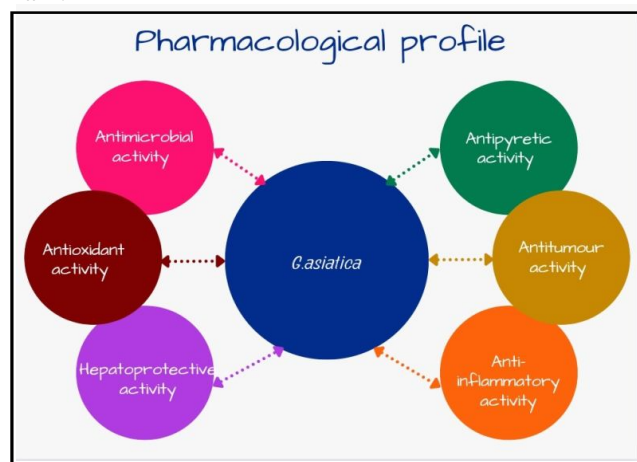 Pharmacological profile
Antimicrobial
activity
Antipyretic
activity
Antioxidant
activity
G.asiatica
Antitumour
activity
Hepatoprotective
activity
Anti-
inflammatory
activity